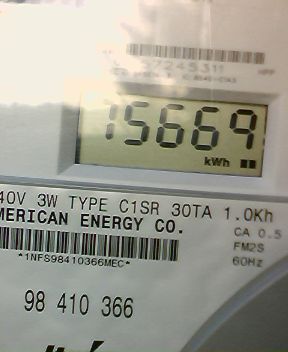 37245311
15669
kWh
40V 3W TYPE C1SR 30TA 1.0Kh
MERICAN ENERGY CO.
CA 0.5
FM2S
60Hz
*1NFS98410366MEC*
98 410 366